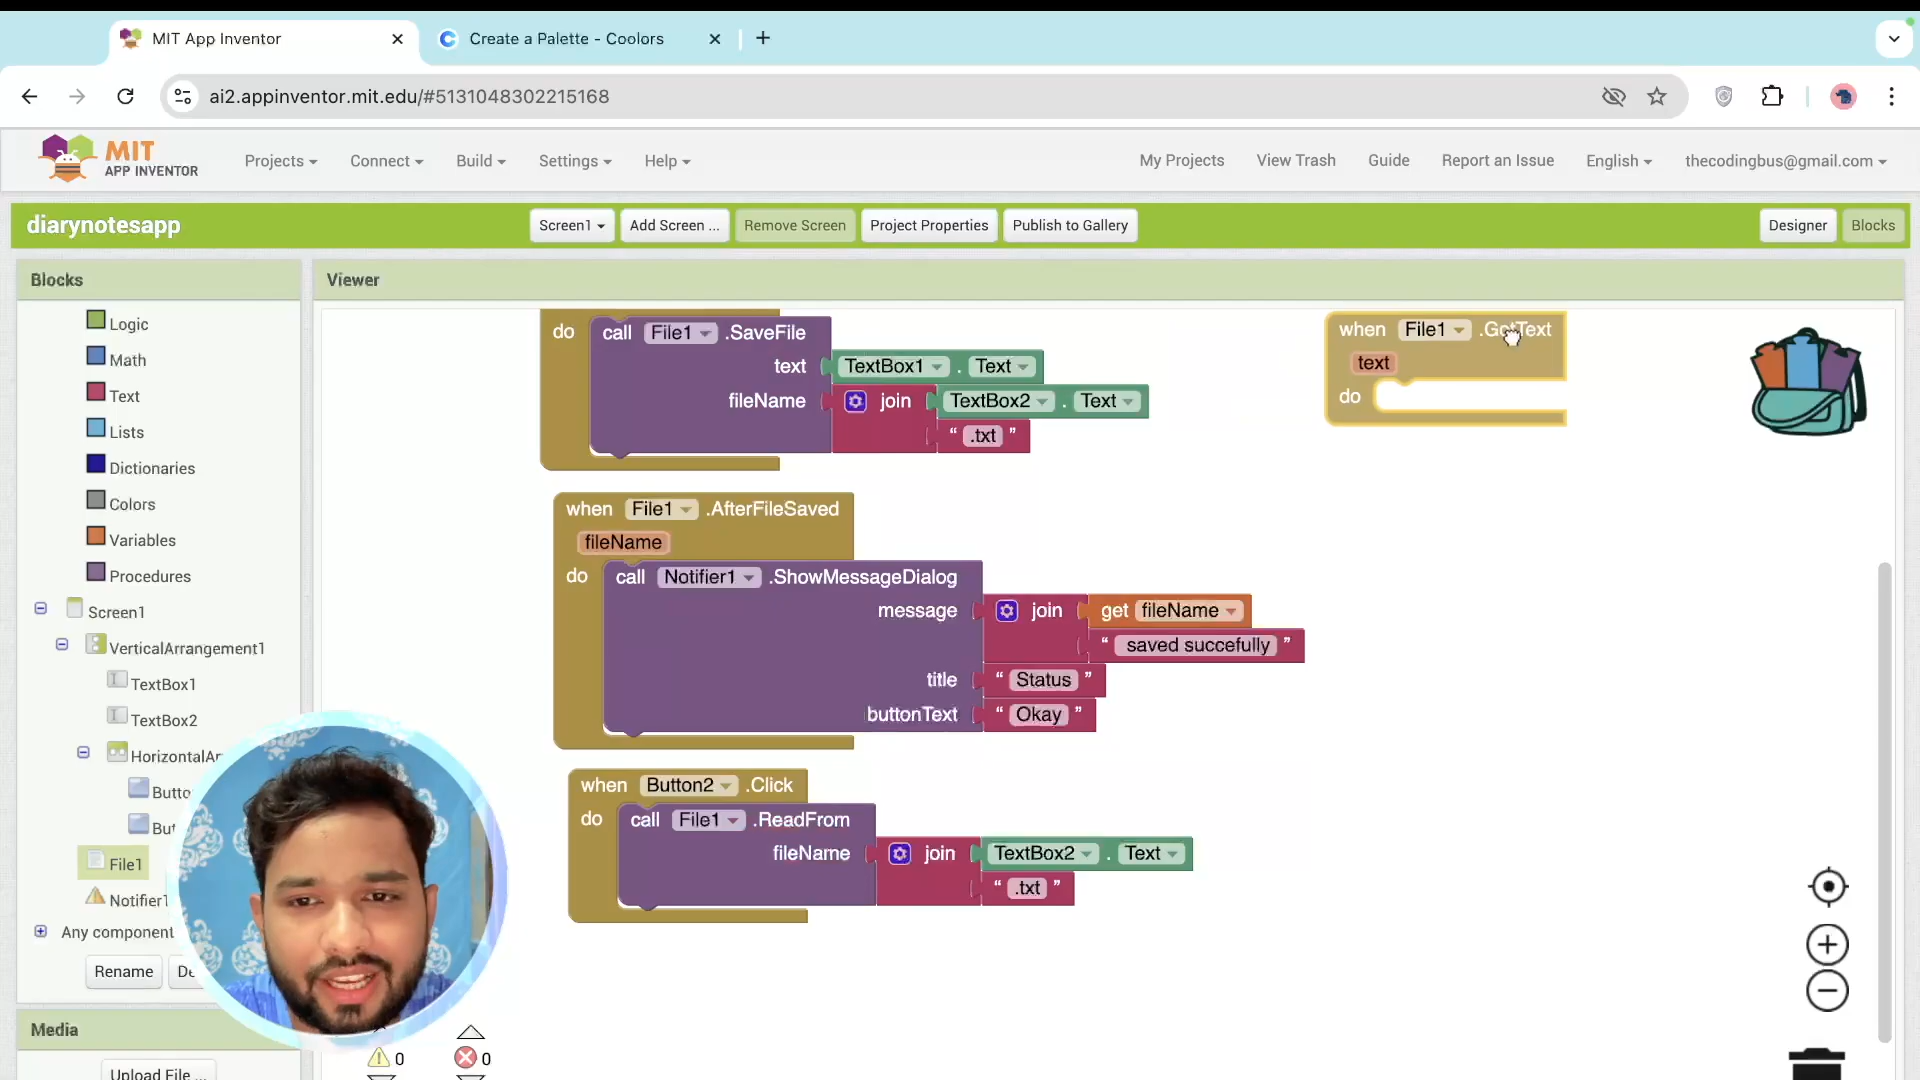 MIT App Inventor
Create a Palette - Coolors
ai2.appinventor.mit.edu/#5131048302215168
MIT
APP INVENTOR
Projects
Connect
Build
Settings
Help
My Projects
View Trash
Guide
Report an Issue
English
thecodingbus@gmail.com
diarynotesapp
Screen1
Add Screen ...
Remove Screen
Project Properties
Publish to Gallery
Designer
Blocks
Blocks
Logic
Math
Text
Lists
Dictionaries
Colors
Variables
Procedures
Screen1
VerticalArrangement1
TextBox1
TextBox2
HorizontalAr
Butto
But
File1
Notifier1
Any component
Rename
De
Media
Upload File ...
Viewer
do call File1 .SaveFile
text TextBox1 . Text
fileName join TextBox2 . Text
“ .txt ”
when File1 .AfterFileSaved
fileName
do call Notifier1 .ShowMessageDialog
message join get fileName
“ saved succefully ”
title “ Status ”
buttonText “ Okay ”
when Button2 .Click
do call File1 .ReadFrom
fileName join TextBox2 . Text
“ .txt ”
when File1 .GotText
text
do
0
0